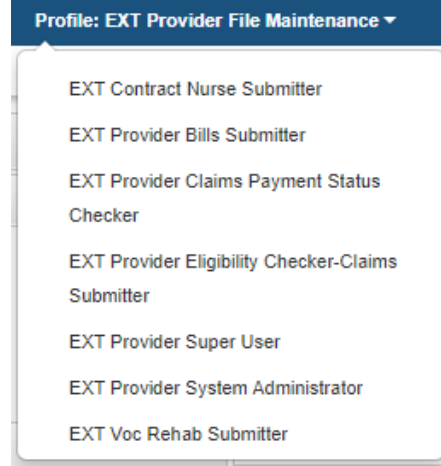 Profile: EXT Provider File Maintenance
EXT Contract Nurse Submitter
EXT Provider Bills Submitter
EXT Provider Claims Payment Status
Checker
EXT Provider Eligibility Checker-Claims
Submitter
EXT Provider Super User
EXT Provider System Administrator
EXT Voc Rehab Submitter